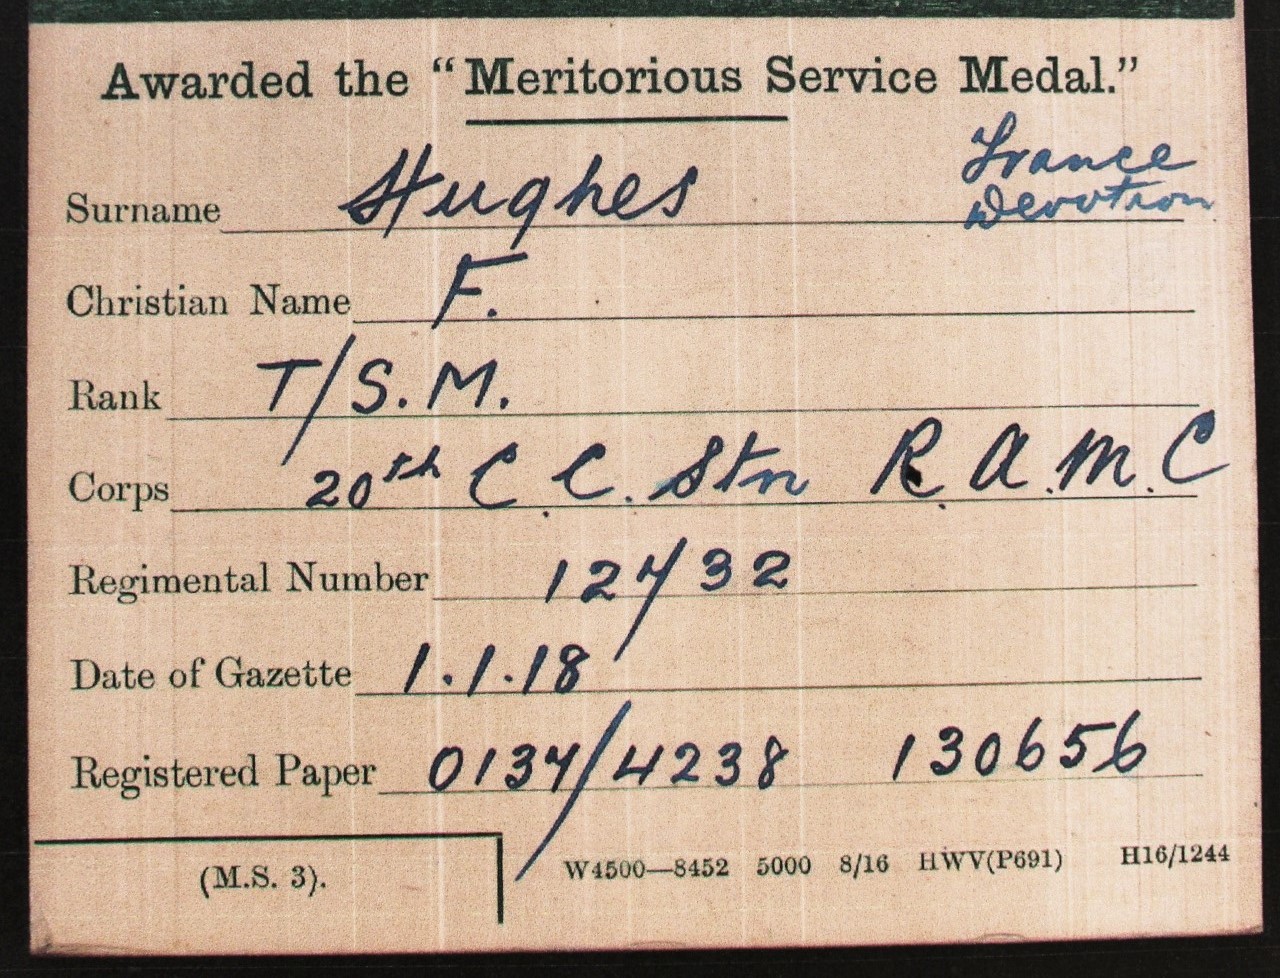 Awarded the "Meritorious Service Medal."
France
Surname Hughes Devotion
Christian Name F.
Rank T/S.M.
Corps 20th C.C. Stn R.A.M.C
Regimental Number 12432
Date of Gazette 1.1.18
Registered Paper 0137/4238 130656
(M.S. 3). W4500—8452 5000 8/16 HWV(P691) H16/1244